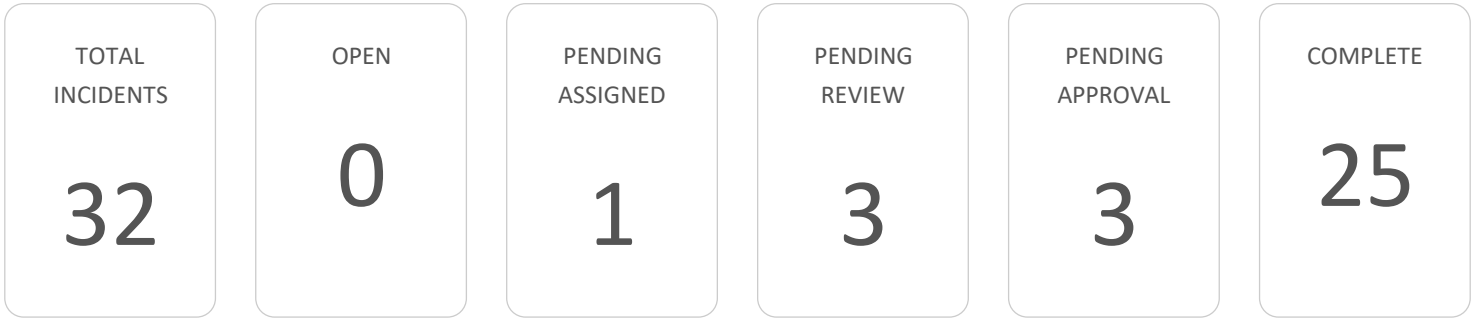 TOTAL
INCIDENTS
32
OPEN
0
PENDING
ASSIGNED
1
PENDING
REVIEW
3
PENDING
APPROVAL
3
COMPLETE
25